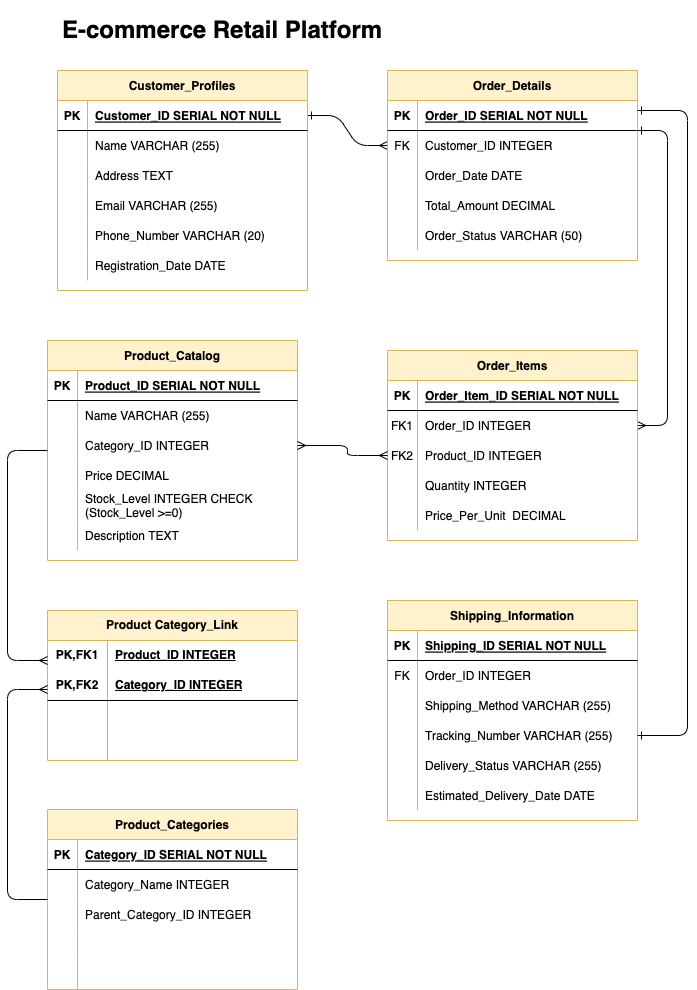 E-commerce Retail Platform
Customer_Profiles
PK Customer_ID SERIAL NOT NULL
Name VARCHAR (255)
Address TEXT
Email VARCHAR (255)
Phone_Number VARCHAR (20)
Registration_Date DATE
Order_Details
PK Order_ID SERIAL NOT NULL
FK Customer_ID INTEGER
Order_Date DATE
Total_Amount DECIMAL
Order_Status VARCHAR (50)
Product_Catalog
PK Product_ID SERIAL NOT NULL
Name VARCHAR (255)
Category_ID INTEGER
Price DECIMAL
Stock_Level INTEGER CHECK
(Stock_Level >=0)
Description TEXT
Order_Items
PK Order_Item_ID SERIAL NOT NULL
FK1 Order_ID INTEGER
FK2 Product_ID INTEGER
Quantity INTEGER
Price_Per_Unit DECIMAL
Product Category_Link
PK,FK1 Product_ID INTEGER
PK,FK2 Category_ID INTEGER
Shipping_Information
PK Shipping_ID SERIAL NOT NULL
FK Order_ID INTEGER
Shipping_Method VARCHAR (255)
Tracking_Number VARCHAR (255)
Delivery_Status VARCHAR (255)
Estimated_Delivery_Date DATE
Product_Categories
PK Category_ID SERIAL NOT NULL
Category_Name INTEGER
Parent_Category_ID INTEGER